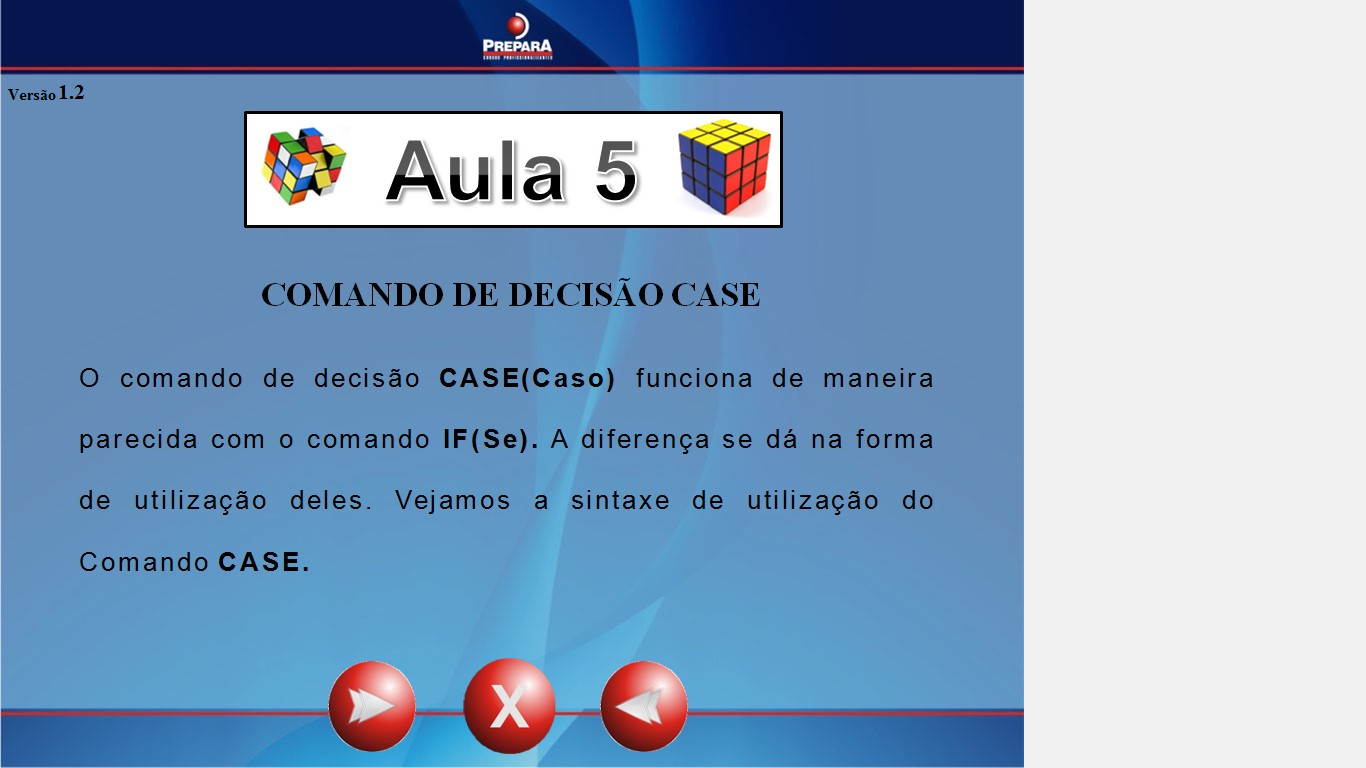 PREPARA
CURSOS PROFISSIONALIZANTES
Versão 1.2
Aula 5
COMANDO DE DECISÃO CASE
O comando de decisão CASE(Caso) funciona de maneira
parecida com o comando IF(Se). A diferença se dá na forma
de utilização deles. Vejamos a sintaxe de utilização do
Comando CASE.
X